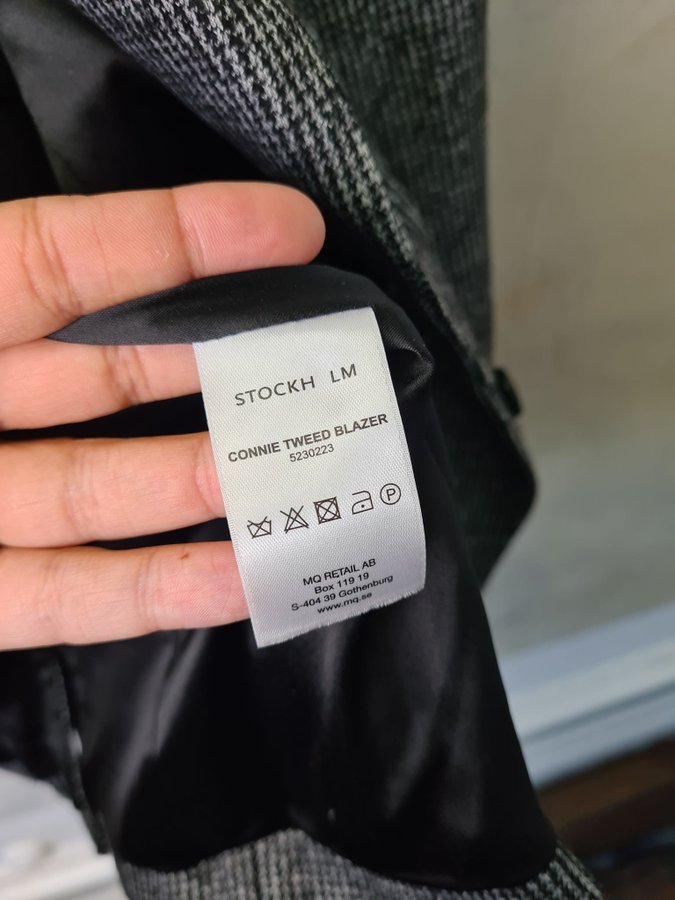 STOCKH LM
CONNIE TWEED BLAZER
5230223
P
MQ RETAIL AB
Box 119 19
S-404 39 Gothenburg
www.mq.se